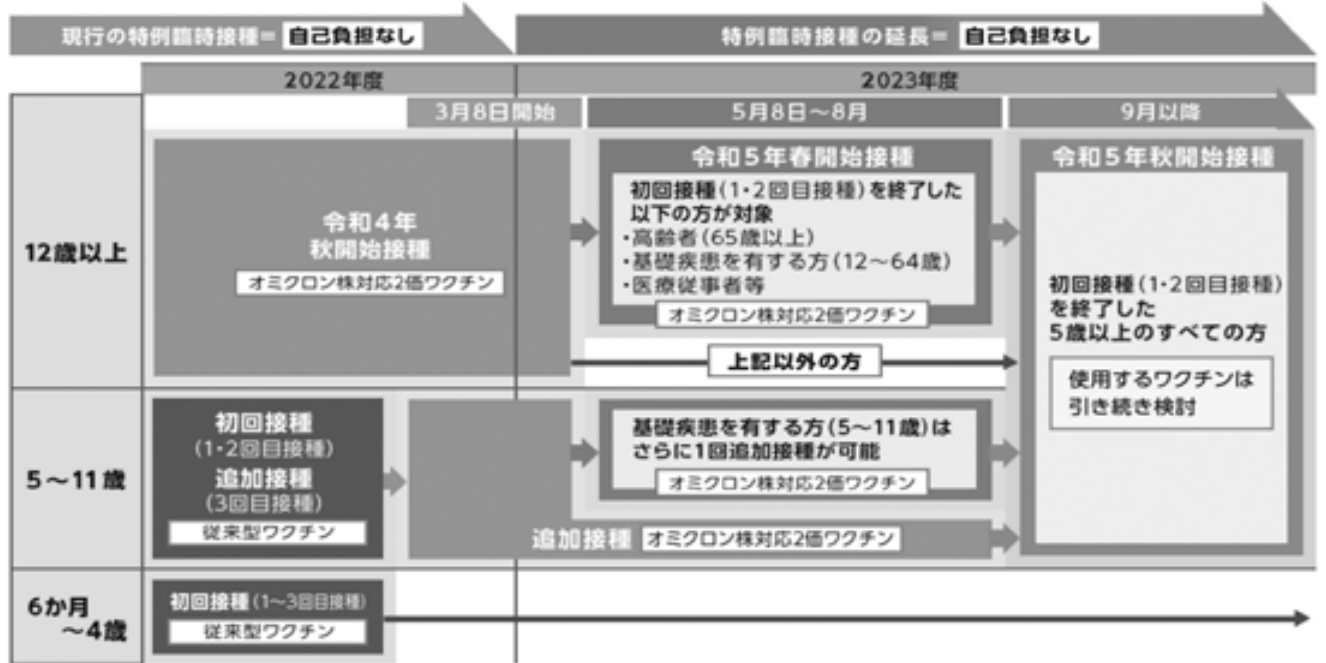 現行の特例臨時接種= 自己負担なし
特例臨時接種の延長= 自己負担なし
2022年度
2023年度
3月8日開始
5月8日～8月
9月以降
12歳以上
令和4年
秋開始接種
オミクロン株対応2価ワクチン
令和5年春開始接種
初回接種(1・2回目接種)を終了した
以下の方が対象
・高齢者(65歳以上)
・基礎疾患を有する方(12～64歳)
・医療従事者等
オミクロン株対応2価ワクチン
上記以外の方
令和5年秋開始接種
初回接種(1・2回目接種)
を終了した
5歳以上のすべての方
使用するワクチンは
引き続き検討
5～11歳
初回接種
(1・2回目接種)
追加接種
(3回目接種)
従来型ワクチン
基礎疾患を有する方(5～11歳)は
さらに1回追加接種が可能
オミクロン株対応2価ワクチン
追加接種 オミクロン株対応2価ワクチン
6か月
～4歳
初回接種(1～3回目接種)
従来型ワクチン